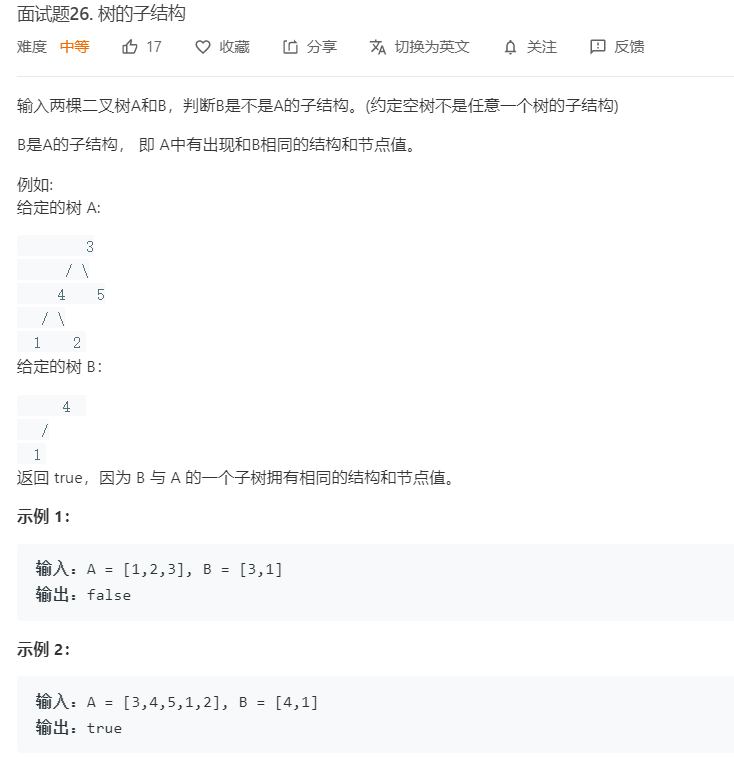 面试题26. 树的子结构
难度 中等 17 收藏 分享 切换为英文 关注 反馈
输入两棵二叉树A和B，判断B是不是A的子结构。(约定空树不是任意一个树的子结构)
B是A的子结构， 即 A中有出现和B相同的结构和节点值。
例如:
给定的树 A:
3
/ \
4 5
/ \
1 2
给定的树 B：
4
/
1
返回 true，因为 B 与 A 的一个子树拥有相同的结构和节点值。
示例 1：
输入：A = [1,2,3], B = [3,1]
输出：false
示例 2：
输入：A = [3,4,5,1,2], B = [4,1]
输出：true